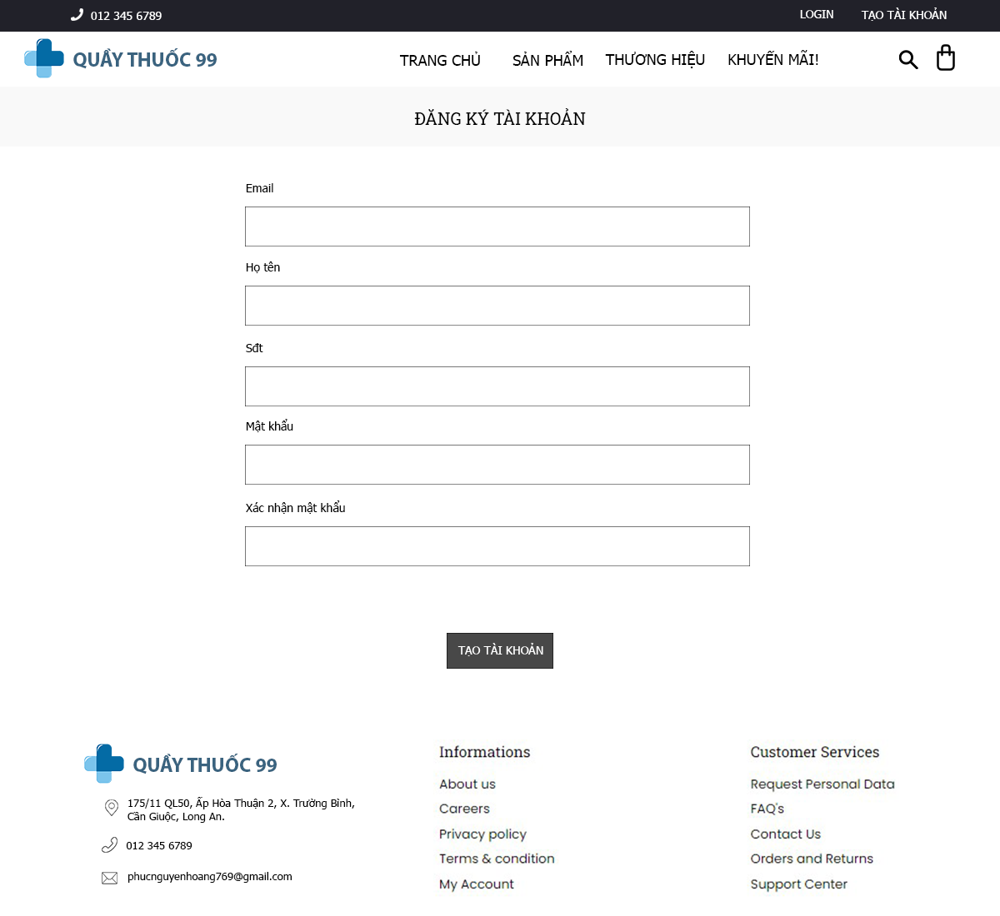 012 345 6789
LOGIN
TẠO TÀI KHOẢN
QUẦY THUỐC 99
TRANG CHỦ
SẢN PHẨM
THƯƠNG HIỆU
KHUYẾN MÃI!
ĐĂNG KÝ TÀI KHOẢN
Email
Họ tên
Sđt
Mật khẩu
Xác nhận mật khẩu
TẠO TÀI KHOẢN
QUẦY THUỐC 99
175/11 QL50, Ấp Hòa Thuận 2, X. Trường Bình,
Cần Giuộc, Long An.
012 345 6789
phucnguyenhoang769@gmail.com
Informations
About us
Careers
Privacy policy
Terms & condition
My Account
Customer Services
Request Personal Data
FAQ's
Contact Us
Orders and Returns
Support Center